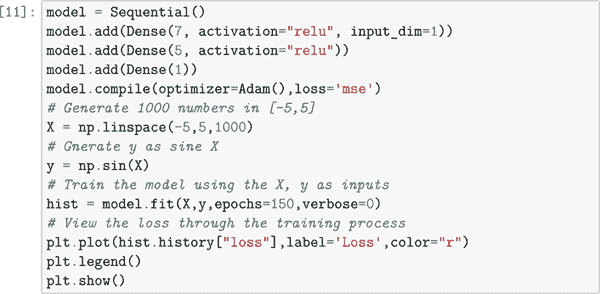 [11]: model = Sequential()
model.add(Dense(7, activation="relu", input_dim=1))
model.add(Dense(5, activation="relu"))
model.add(Dense(1))
model.compile(optimizer=Adam(),loss='mse')
# Generate 1000 numbers in [-5,5]
X = np.linspace(-5,5,1000)
# Gnerate y as sine X
y = np.sin(X)
# Train the model using the X, y as inputs
hist = model.fit(X,y,epochs=150,verbose=0)
# View the loss through the training process
plt.plot(hist.history["loss"],label='Loss',color="r")
plt.legend()
plt.show()